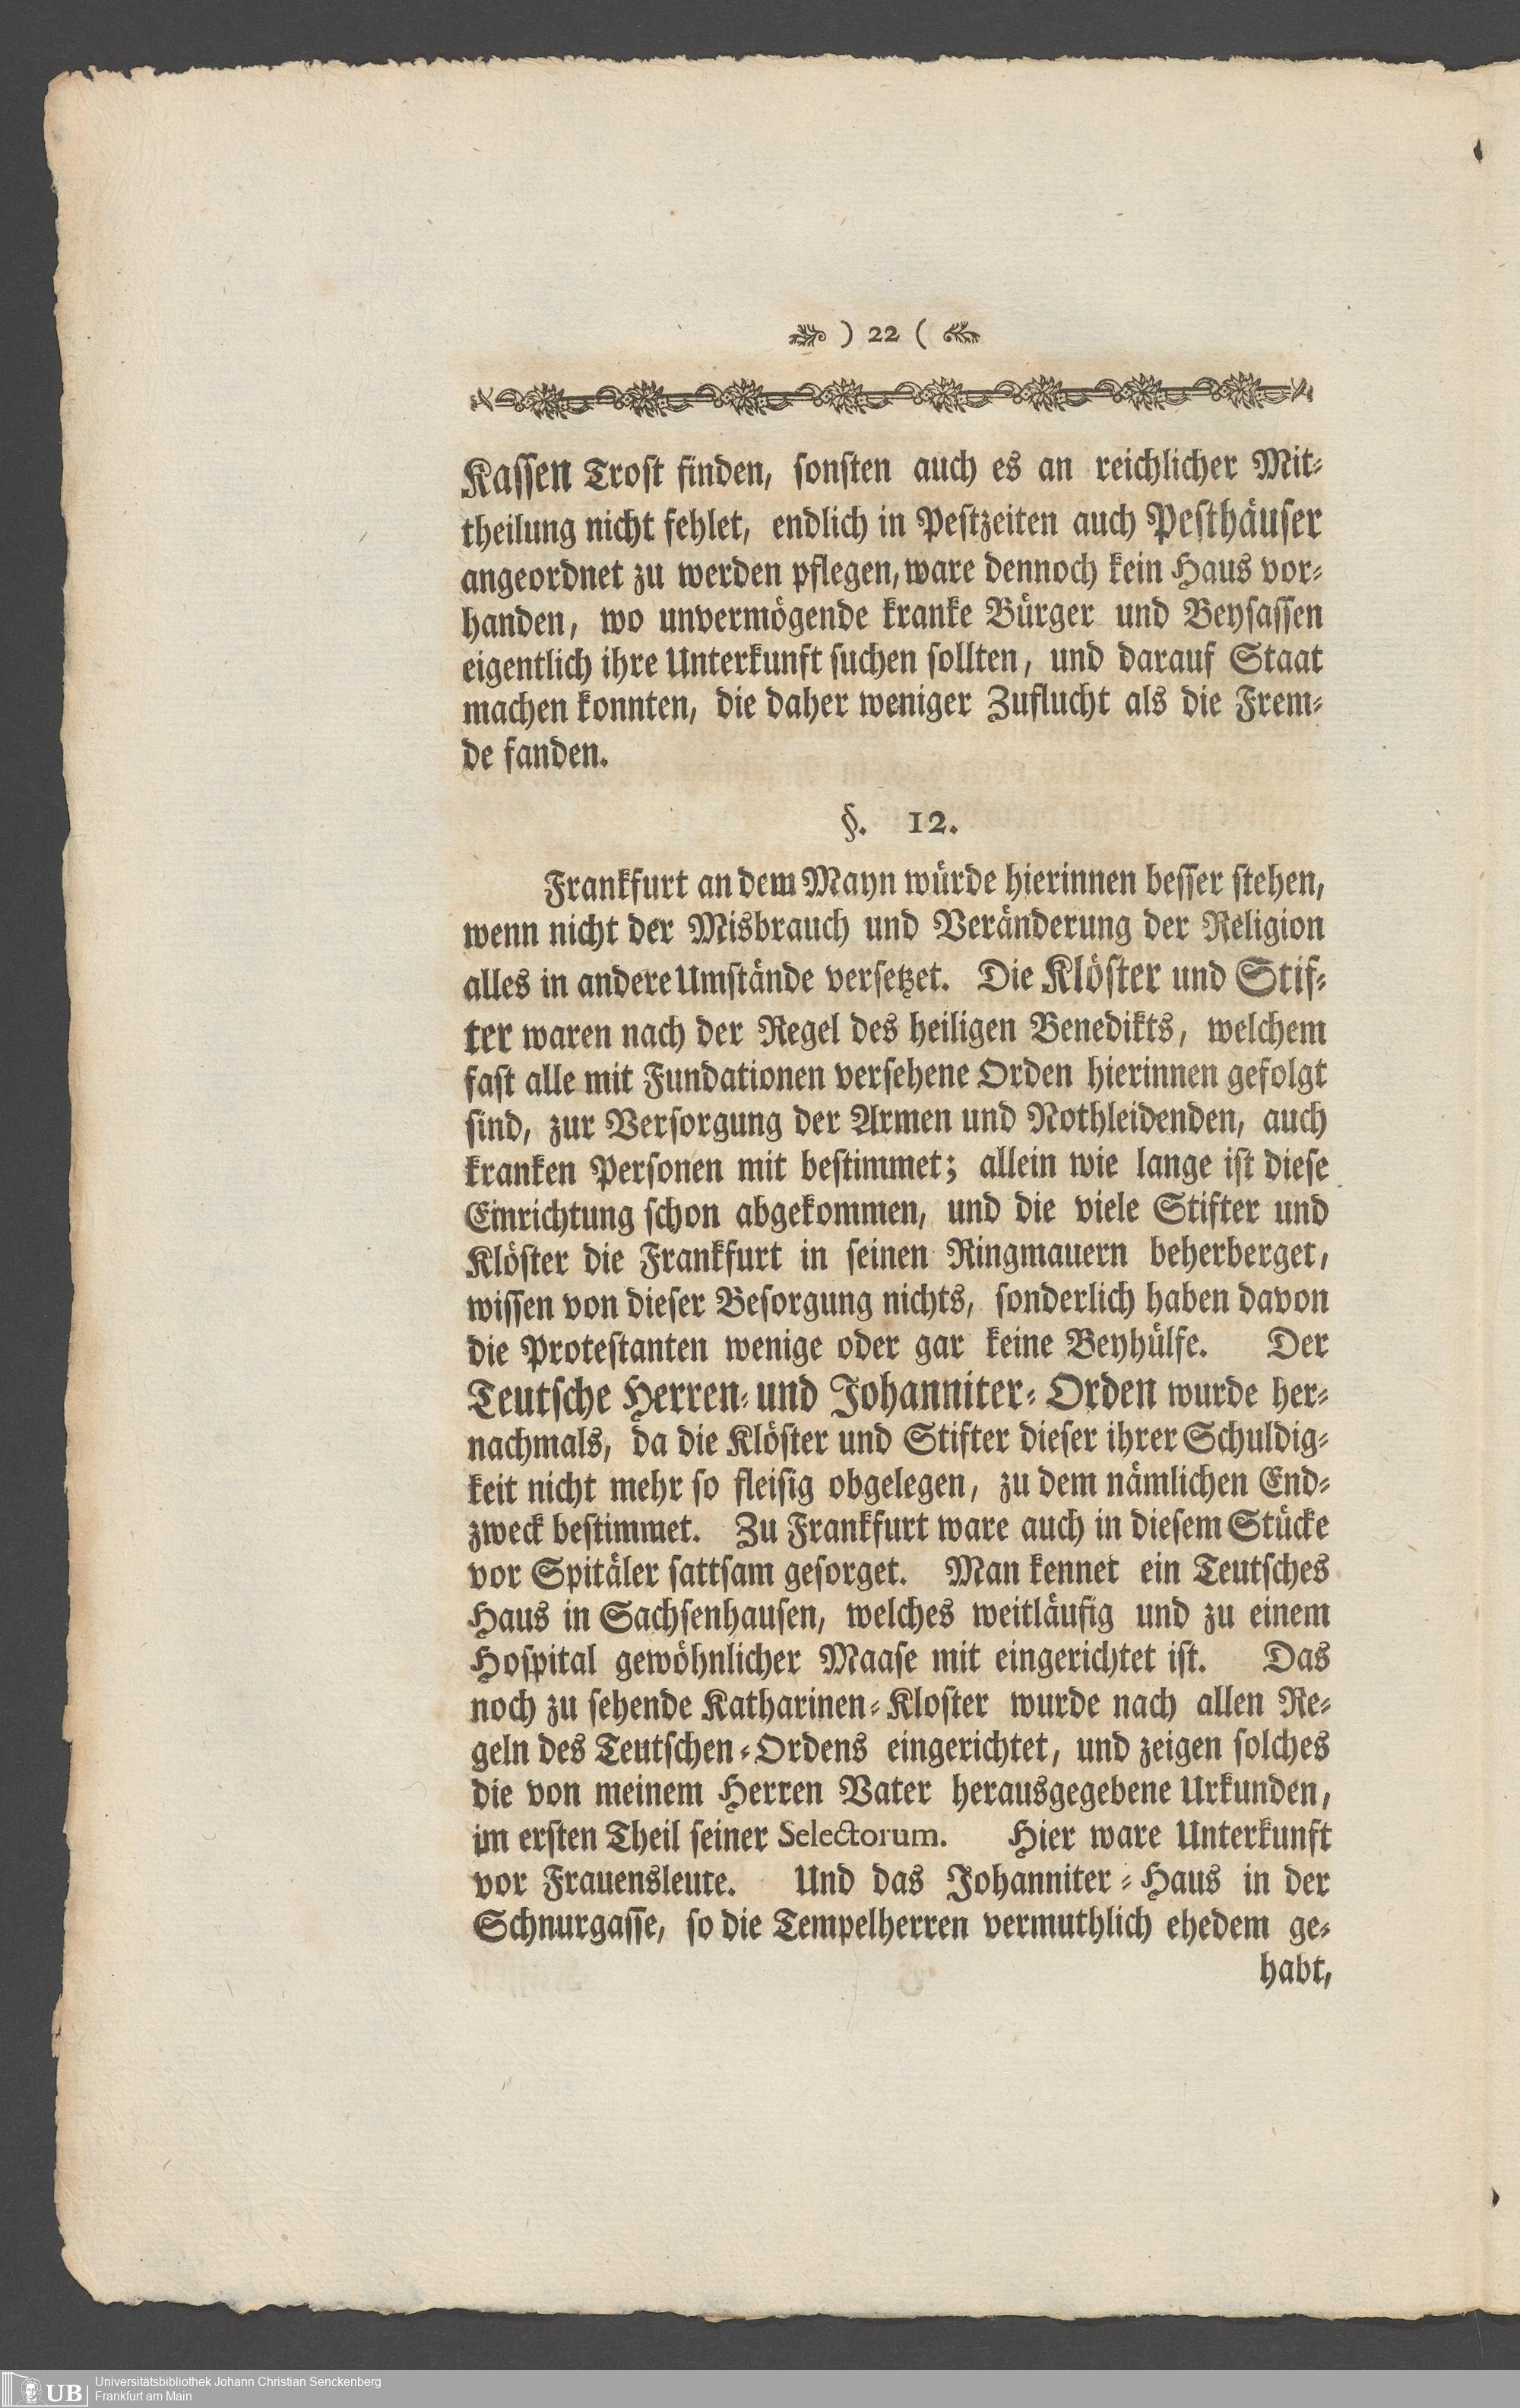 ) 22 (
Kassen Trost finden, sonsten auch es an reichlicher Mit-
theilung nicht fehlet, endlich in Pestzeiten auch Pesthäuser
angeordnet zu werden pflegen, ware dennoch kein Haus vor-
handen, wo unvermögende kranke Bürger und Beysassen
eigentlich ihre Unterkunft suchen sollten, und darauf Staat
machen konnten, die daher weniger Zuflucht als die Frem-
de fanden.
§. 12.
Frankfurt an dem Mayn würde hierinnen besser stehen,
wenn nicht der Misbrauch und Veränderung der Religion
alles in andere Umstände versetzet. Die Klöster und Stif-
ter waren nach der Regel des heiligen Benedikts, welchem
fast alle mit Fundationen versehene Orden hierinnen gefolgt
sind, zur Versorgung der Armen und Nothleidenden, auch
kranken Personen mit bestimmet; allein wie lange ist diese
Einrichtung schon abgekommen, und die viele Stifter und
Klöster die Frankfurt in seinen Ringmauern beherberget,
wissen von dieser Besorgung nichts, sonderlich haben davon
die Protestanten wenige oder gar keine Beyhülfe. Der
Teutsche Herren- und Johanniter-Orden wurde her-
nachmals, da die Klöster und Stifter dieser ihrer Schuldig-
keit nicht mehr so fleisig obgelegen, zu dem nämlichen End-
zweck bestimmet. Zu Frankfurt ware auch in diesem Stücke
vor Spitäler sattsam gesorget. Man kennet ein Teutsches
Haus in Sachsenhausen, welches weitläufig und zu einem
Hospital gewöhnlicher Maase mit eingerichtet ist. Das
noch zu sehende Katharinen-Kloster wurde nach allen Re-
geln des Teutschen-Ordens eingerichtet, und zeigen solches
die von meinem Herren Vater herausgegebene Urkunden,
im ersten Theil seiner Selectorum. Hier ware Unterkunft
vor Frauensleute. Und das Johanniter-Haus in der
Schnurgasse, so die Tempelherren vermuthlich ehedem ge-
habt,
UB Universitätsbibliothek Johann Christian Senckenberg
Frankfurt am Main